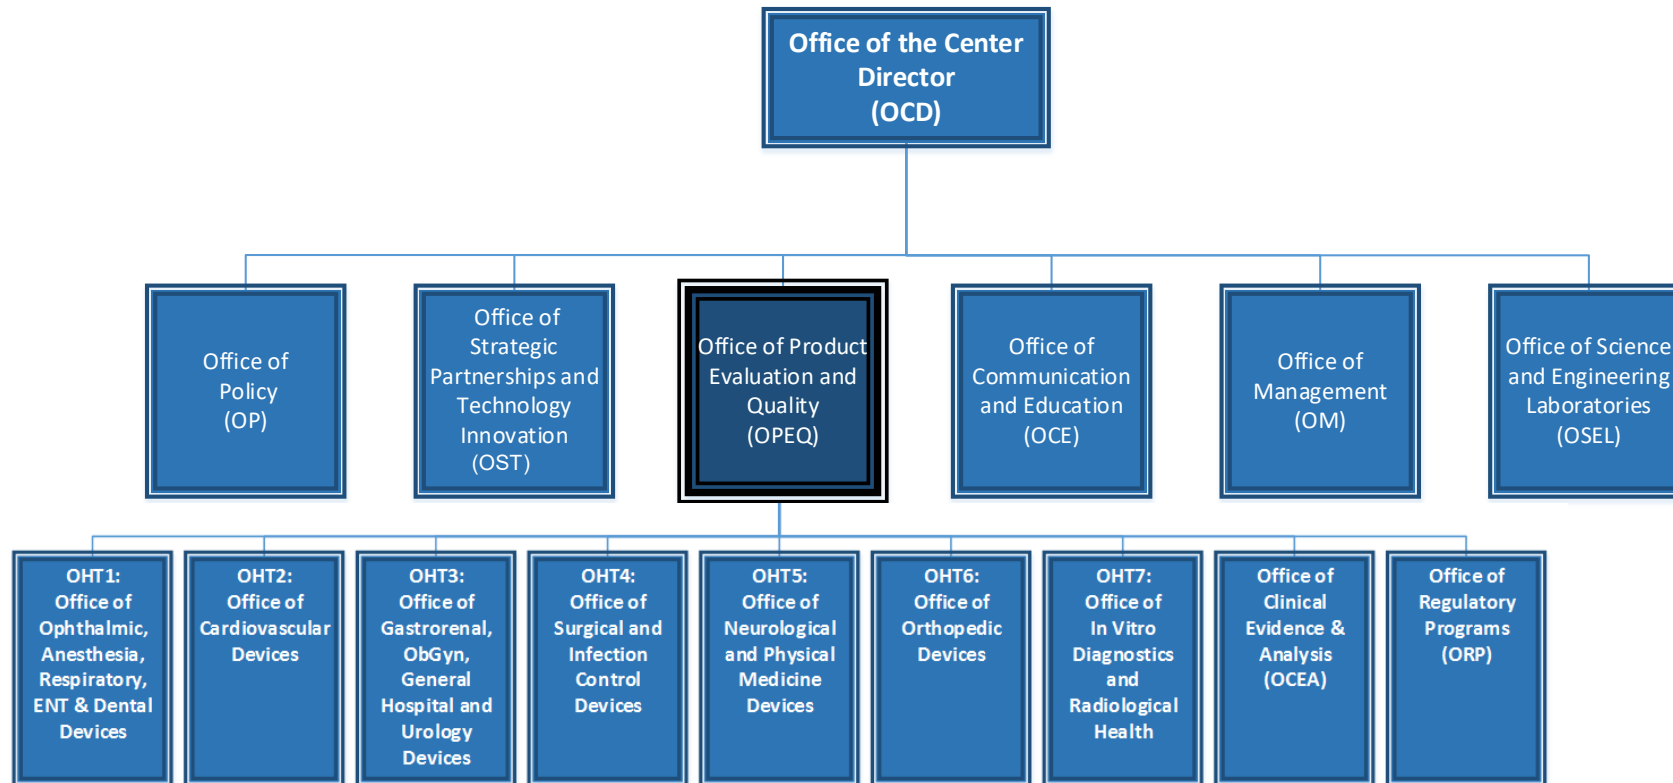 Office of the Center
Director
(OCD)
Office of
Policy
(OP)
Office of
Strategic
Partnerships and
Technology
Innovation
(OST)
Office of Product
Evaluation and
Quality
(OPEQ)
Office of
Communication
and Education
(OCE)
Office of
Management
(OM)
Office of Science
and Engineering
Laboratories
(OSEL)
OHT1:
Office of
Ophthalmic,
Anesthesia,
Respiratory,
ENT & Dental
Devices
OHT2:
Office of
Cardiovascular
Devices
OHT3:
Office of
Gastrorenal,
ObGyn,
General
Hospital and
Urology
Devices
OHT4:
Office of
Surgical and
Infection
Control
Devices
OHT5:
Office of
Neurological
and Physical
Medicine
Devices
OHT6:
Office of
Orthopedic
Devices
OHT7:
Office of
In Vitro
Diagnostics
and
Radiological
Health
Office of
Clinical
Evidence &
Analysis
(OCEA)
Office of
Regulatory
Programs
(ORP)